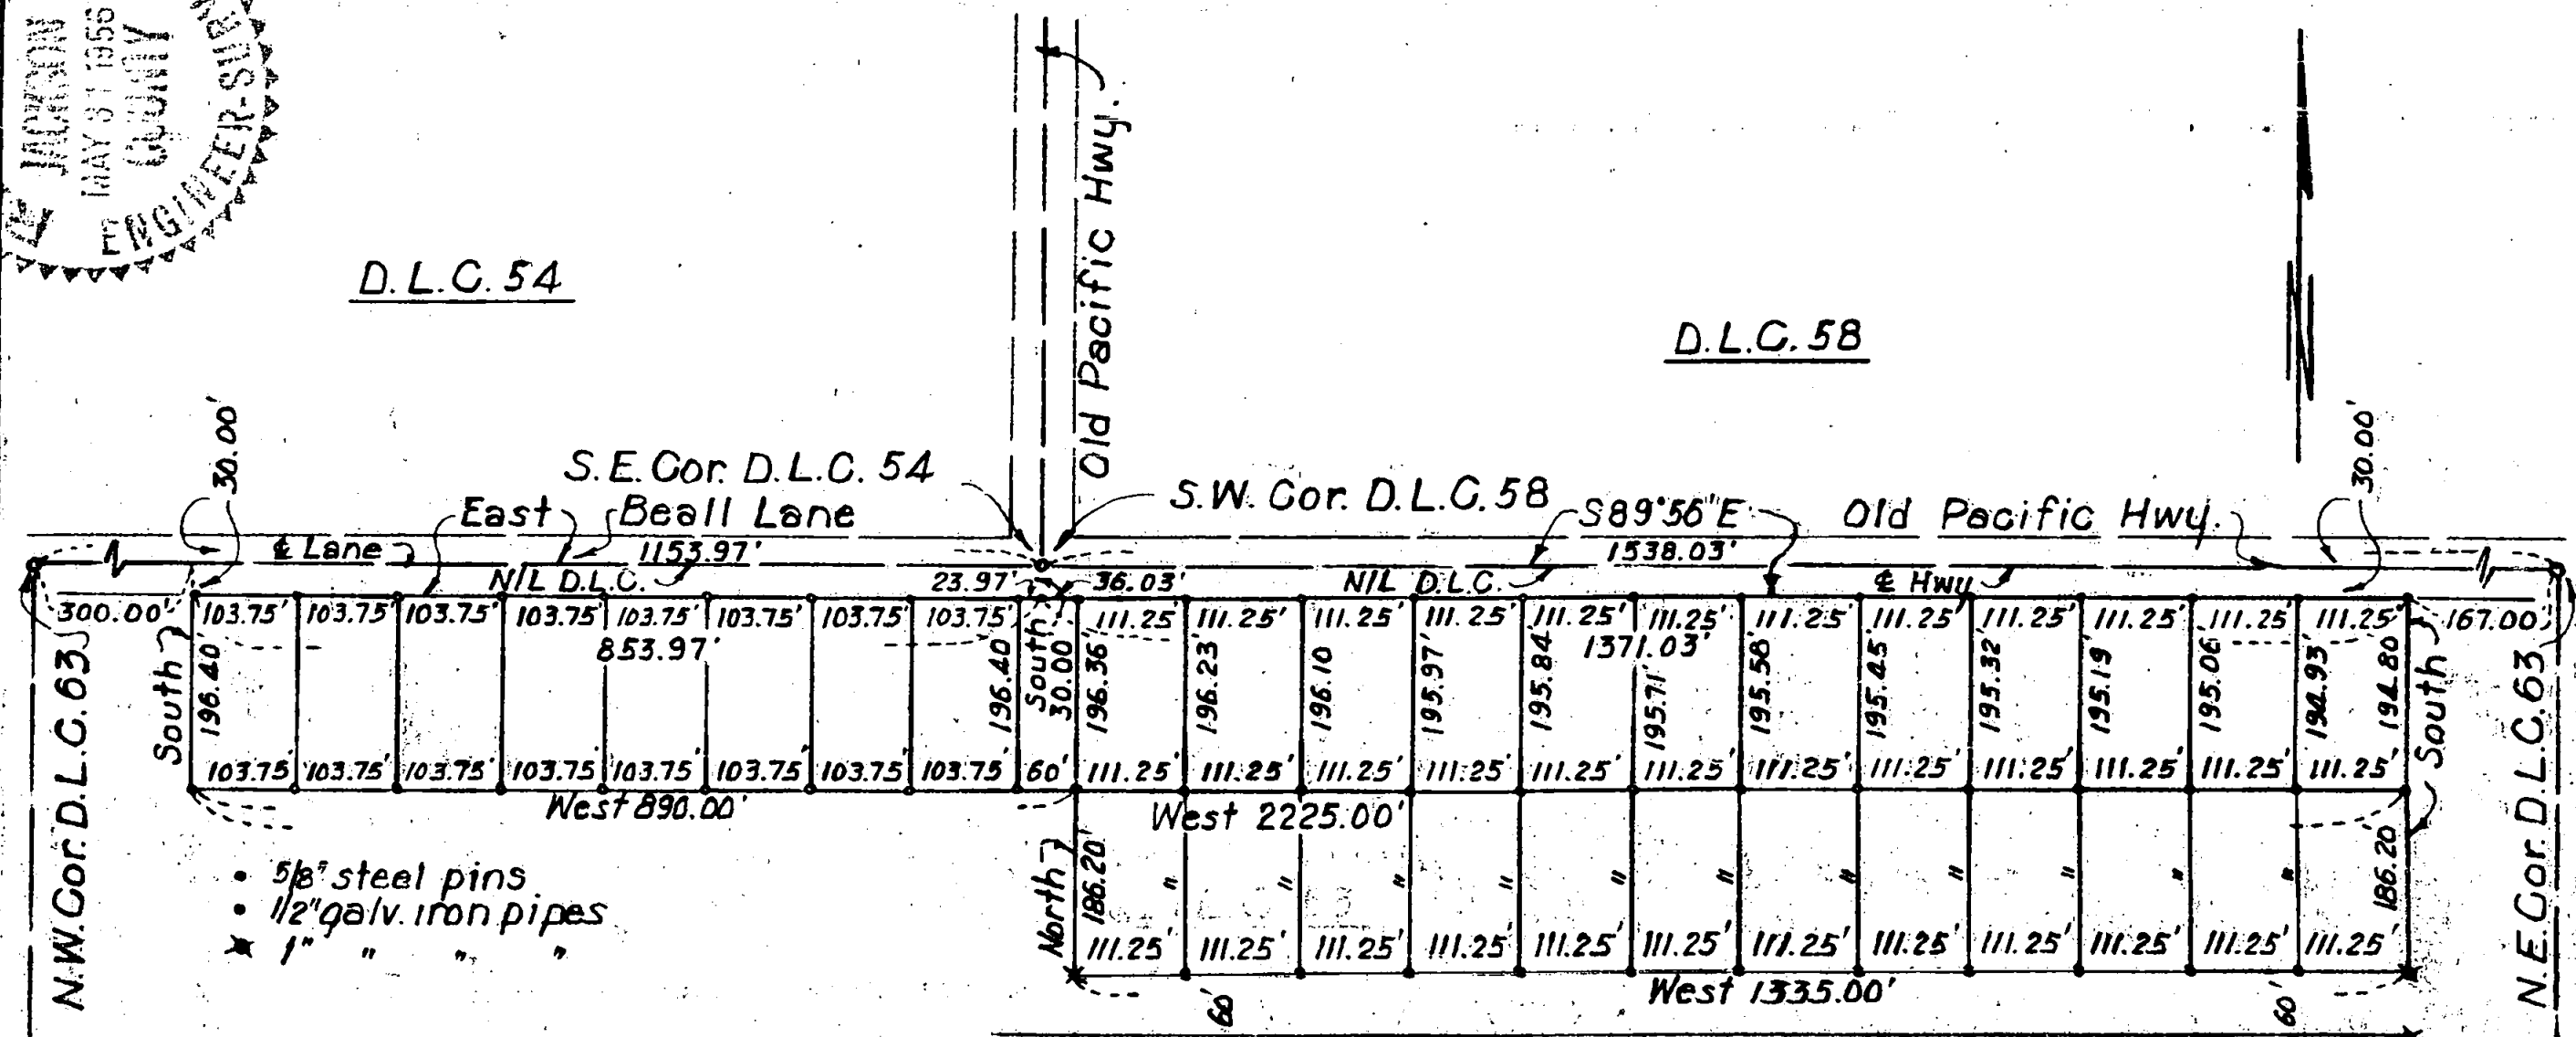 JACKSON
MAY 31 1956
COUNTY
ENGINEER-SUR
D.L.C. 54
Old Pacific Hwy.
D.L.C. 58
N
30.00'
30.00'
S.E. Cor. D.L.C. 54
S.W. Cor. D.L.C. 58
S89°56"E
Old Pacific Hwy.
East
Beall Lane
℄ Lane
1153.97'
1538.03'
N/L D.L.C.
23.97'
36.03'
N/L D.L.C.
℄ Hwy
300.00' 103.75' 103.75' 103.75' 103.75' 103.75' 103.75' 103.75' 103.75' 111.25' 111.25' 111.25' 111.25' 111.25' 111.25' 111.25' 111.25' 111.25' 111.25' 111.25' 111.25' 167.00'
853.97'
1371.03'
South 196.40'
196.40'
South 30.00'
196.36' 196.23' 196.10 195.97' 195.84' 195.71' 195.58' 195.45' 195.32' 195.19' 195.06' 194.93' 194.80'
South
103.75' 103.75' 103.75' 103.75' 103.75' 103.75' 103.75' 103.75' 60' 111.25' 111.25' 111.25' 111.25' 111.25' 111.25' 111.25' 111.25' 111.25' 111.25' 111.25' 111.25'
West 890.00'
West 2225.00'
N.W. Cor. D.L.C. 63
N.E. Cor. D.L.C. 63
5/8" steel pins
1/2" galv. iron pipes
1" " " "
North 186.20' " " " " " " " " " " " 186.20'
111.25' 111.25' 111.25' 111.25' 111.25' 111.25' 111.25' 111.25' 111.25' 111.25' 111.25' 111.25'
West 1335.00'
60'
60'